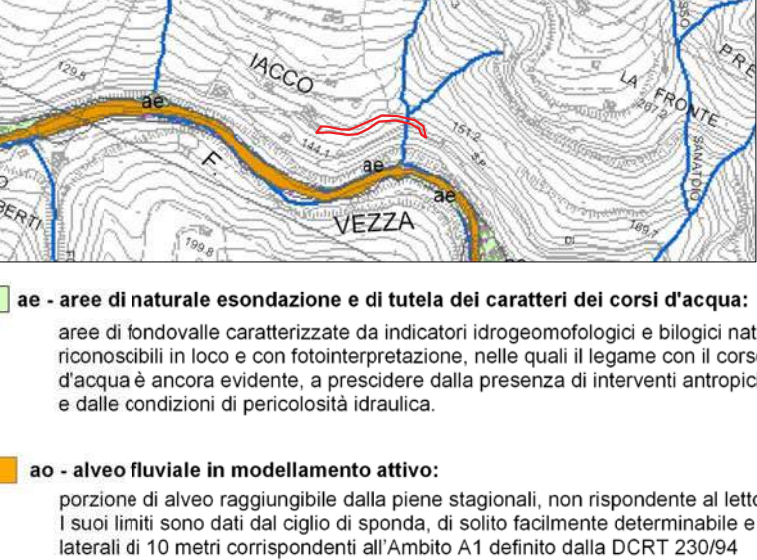 129.8
IACCO
ae
144.1
151.2
S.P.
LA FRONTE
207.2
SANATOIO
PRE
F. VEZZA
ae
ae
BERTI
199.8
169.7
ae - aree di naturale esondazione e di tutela dei caratteri dei corsi d'acqua:
aree di fondovalle caratterizzate da indicatori idrogeomofologici e bilogici nat
riconoscibili in loco e con fotointerpretazione, nelle quali il legame con il cors
d'acqua è ancora evidente, a prescidere dalla presenza di interventi antropici
e dalle condizioni di pericolosità idraulica.
ao - alveo fluviale in modellamento attivo:
porzione di alveo raggiungibile dalla piene stagionali, non rispondente al letto
I suoi limiti sono dati dal ciglio di sponda, di solito facilmente determinabile e
laterali di 10 metri corrispondenti all'Ambito A1 definito dalla DCRT 230/94